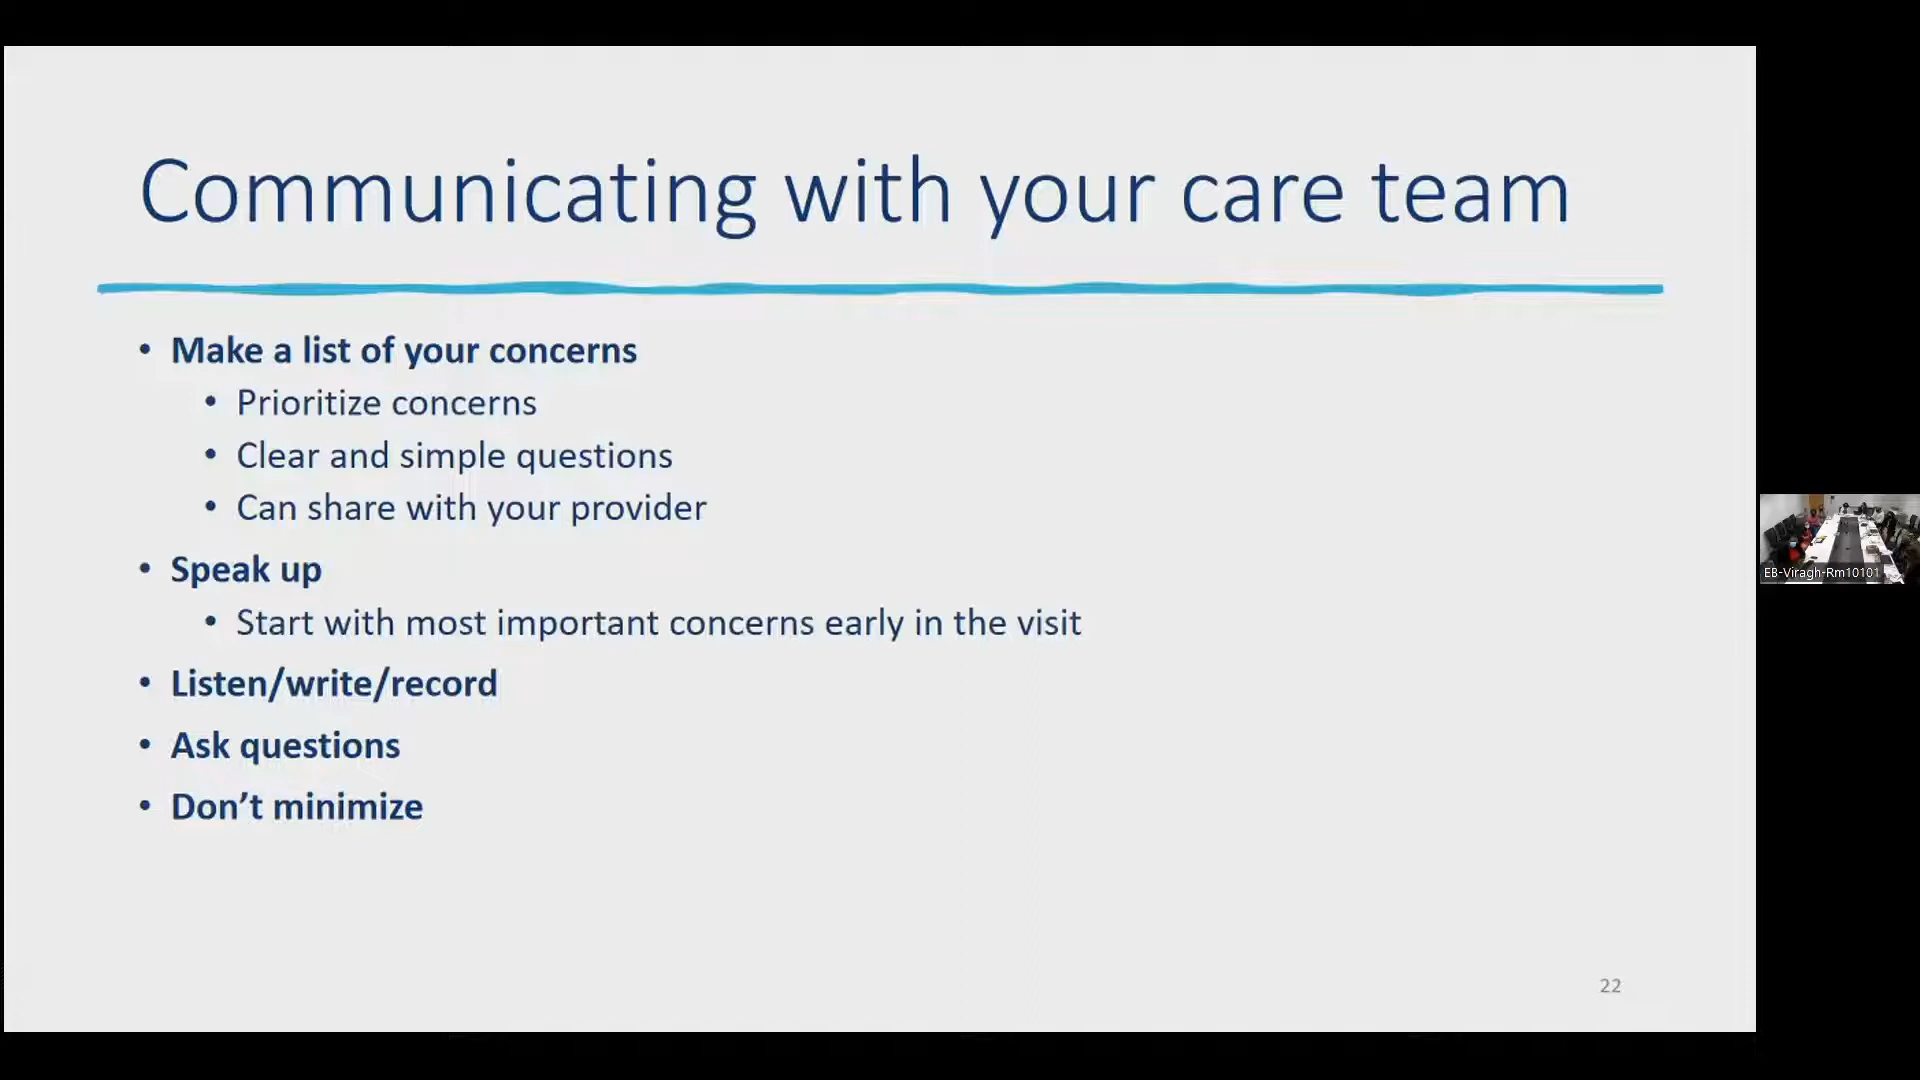 Communicating with your care team
• Make a list of your concerns
• Prioritize concerns
• Clear and simple questions
• Can share with your provider
• Speak up
• Start with most important concerns early in the visit
• Listen/write/record
• Ask questions
• Don’t minimize
22
EB-Viragh-Rm10101